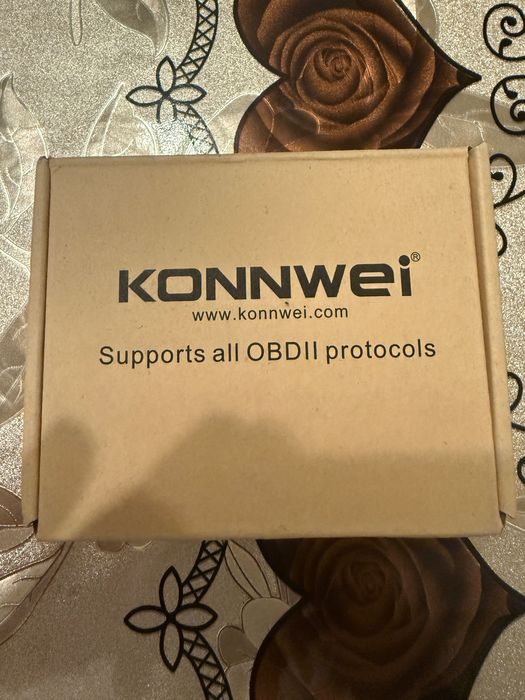 KONNWEI®
www.konnwei.com
Supports all OBDII protocols